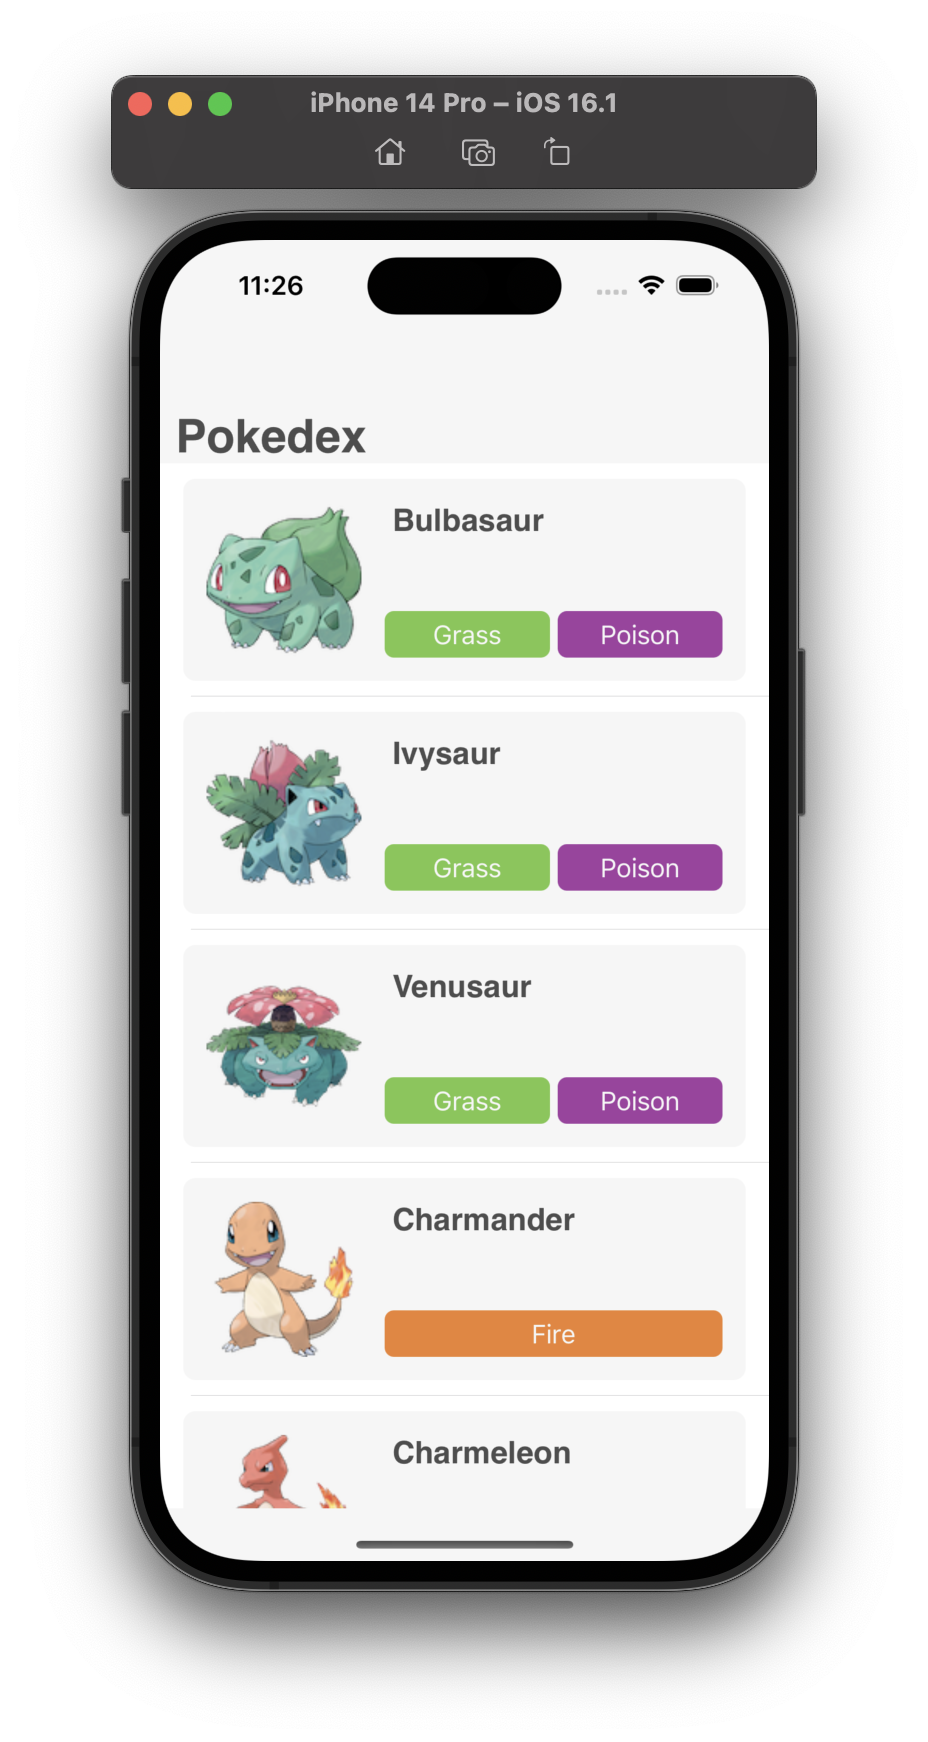 iPhone 14 Pro – iOS 16.1
11:26
Pokedex
Bulbasaur
Grass Poison
Ivysaur
Grass Poison
Venusaur
Grass Poison
Charmander
Fire
Charmeleon